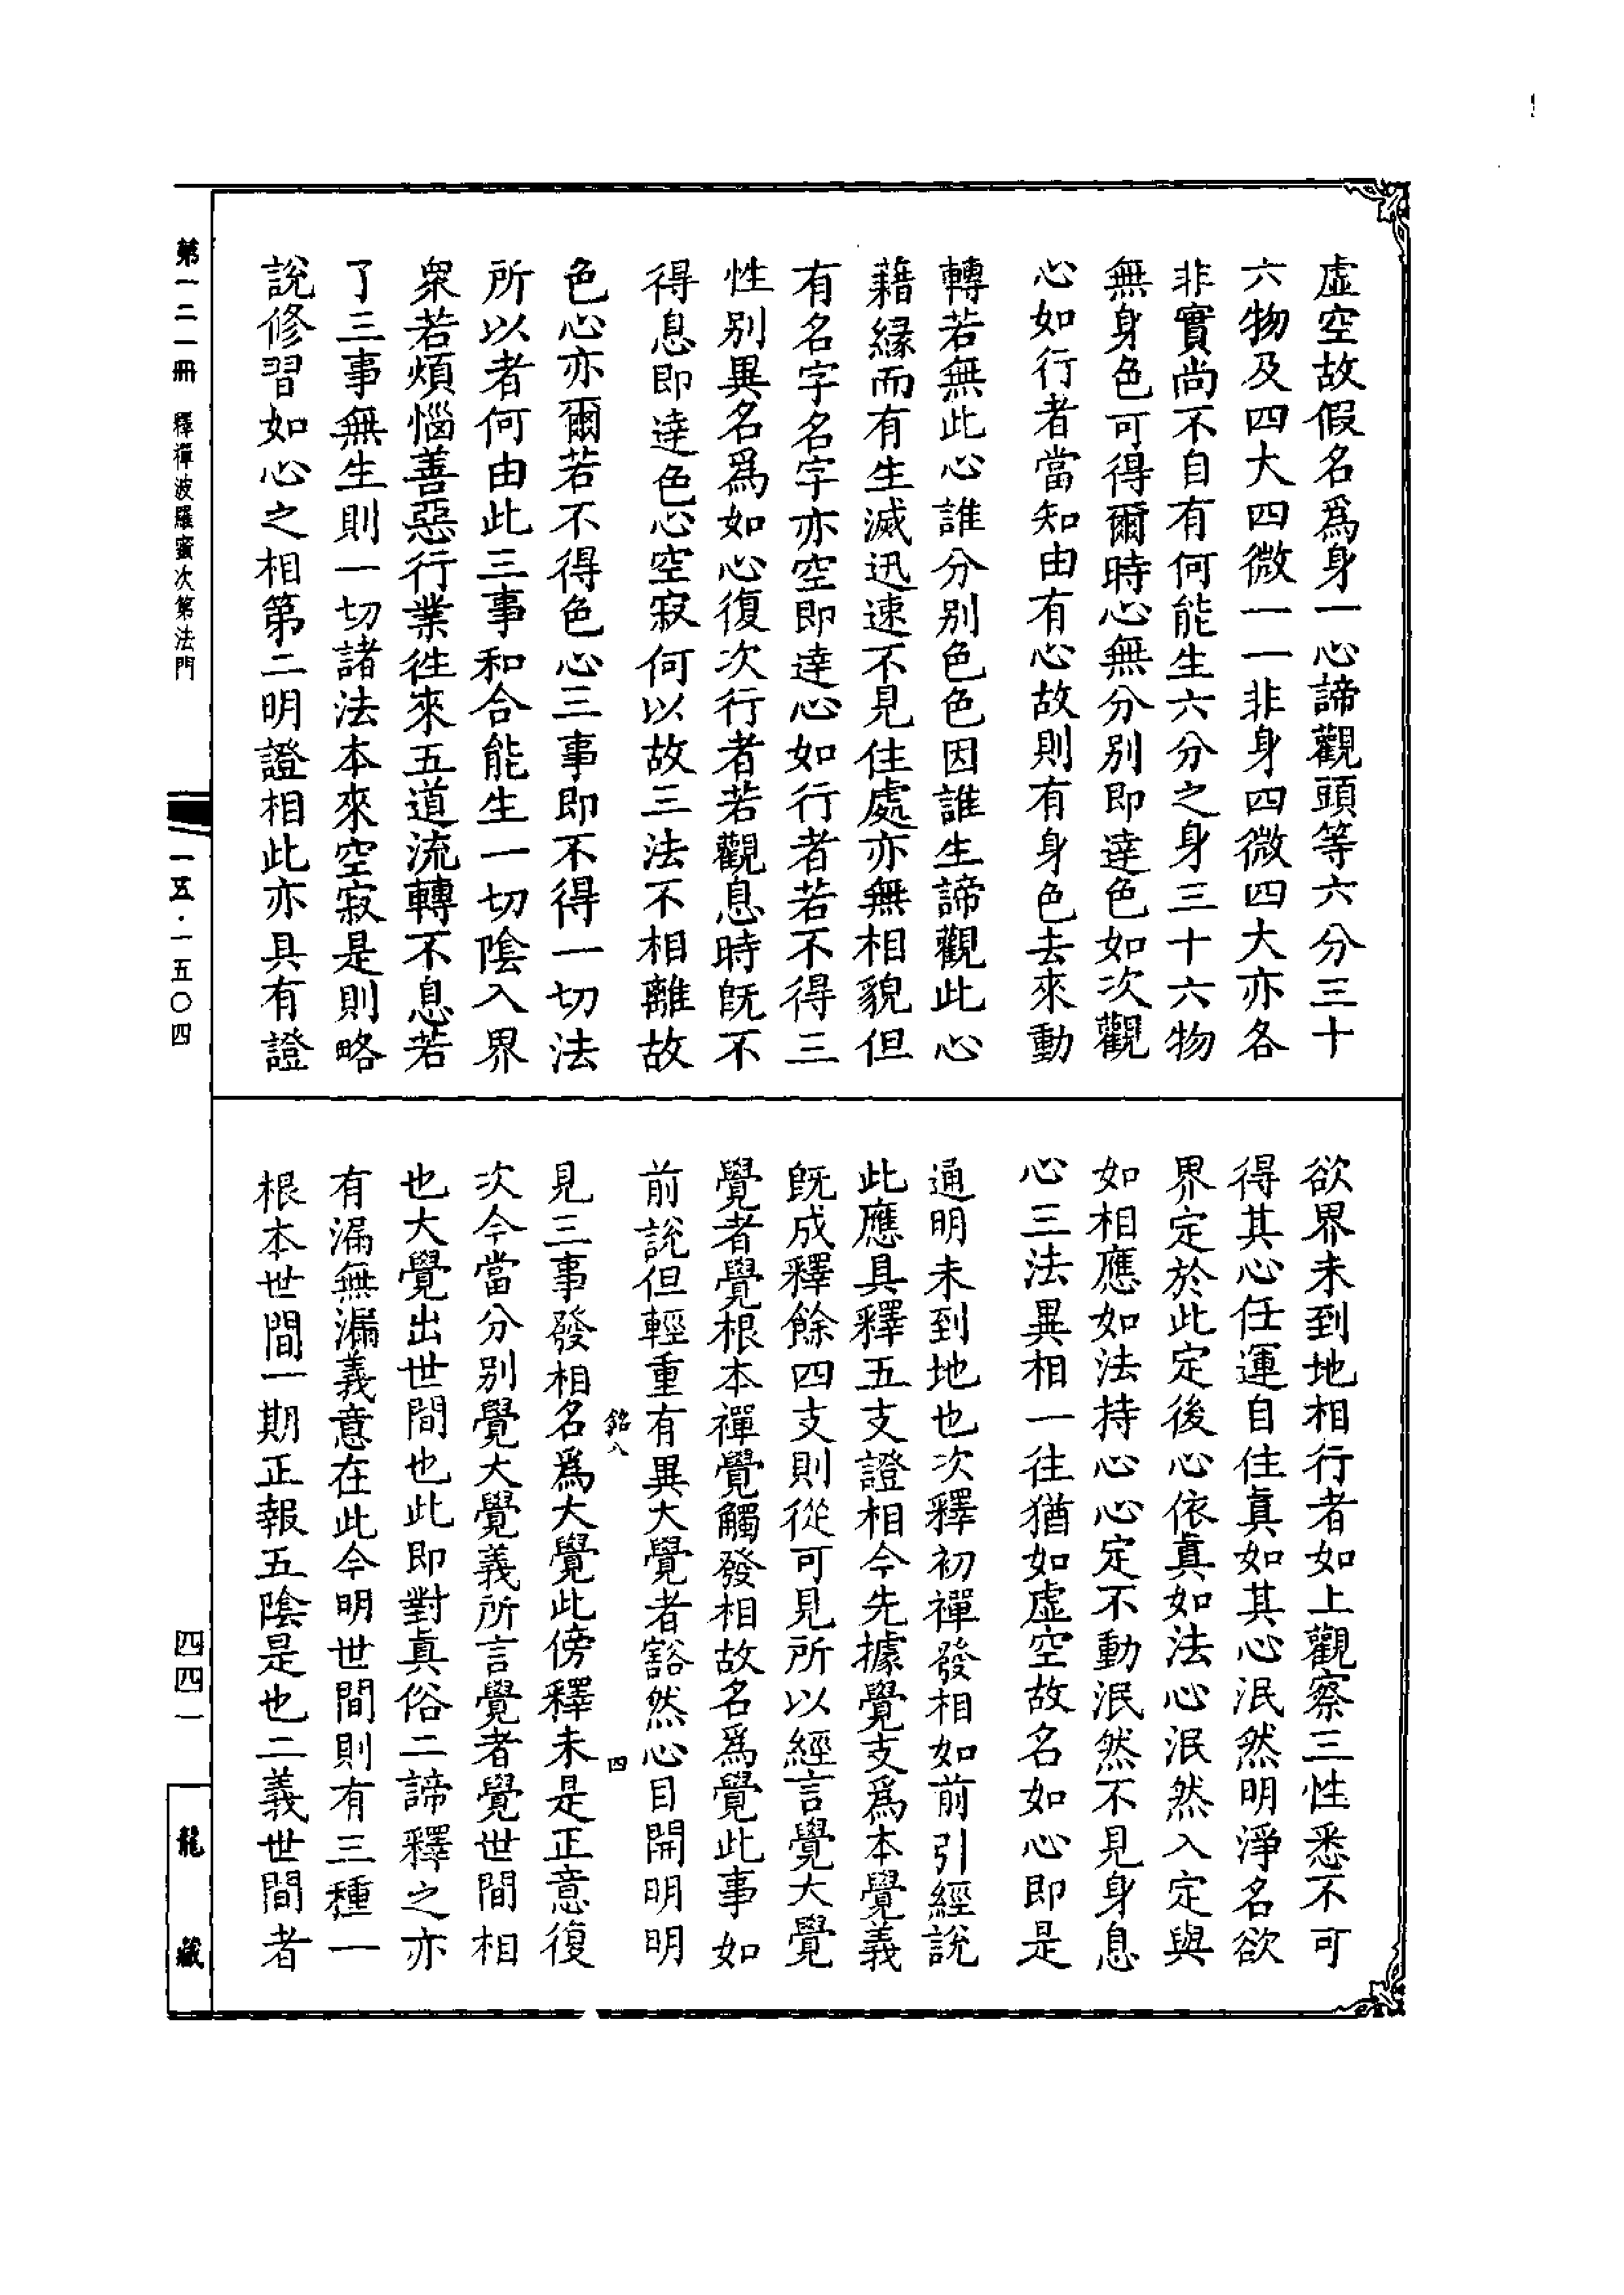 虛空故假名爲身一心諦觀頭等六分三十
六物及四大四微一一非身四微四大亦各
非實尚不自有何能生六分之身三十六物
無身色可得爾時心無分別即達色如次觀
心如行者當知由有心故則有身色去來動
轉若無此心誰分別色色因誰生諦觀此心
藉緣而有生滅迅速不見住處亦無相貌但
有名字名字亦空即達心如行者若不得三
性別異名爲如心復次行者若觀息時旣不
得息即達色心空寂何以故三法不相離故
色心亦爾若不得色心三事即不得一切法
所以者何由此三事和合能生一切陰入界
衆若煩惱善惡行業徃來五道流轉不息若
了三事無生則一切諸法本來空寂是則略
說修習如心之相第二明證相此亦具有證
欲界未到地相行者如上觀察三性悉不可
得其心任運自住真如其心泯然明淨名欲
界定於此定後心依真如法心泯然入定與
如相應如法持心心定不動泯然不見身息
心三法異相一往猶如虛空故名如心即是
通明未到地也次釋初禪發相如前引經說
此應具釋五支證相今先據覺支爲本覺義
旣成釋餘四支則從可見所以經言覺大覺
覺者覺根本禪覺觸發相故名爲覺此事如
前說但輕重有異大覺者豁然心目開明明
見三事發相名爲大覺此傍釋未是正意復
次今當分別覺大覺義所言覺者覺世間相
也大覺出世間也此即對真俗二諦釋之亦
有漏無漏義意在此今明世間則有三種一
根本世間一期正報五陰是也二義世間者
銘八
四
第一二一冊 釋禪波羅蜜次第法門
一五·一五〇四
四四一
龍藏